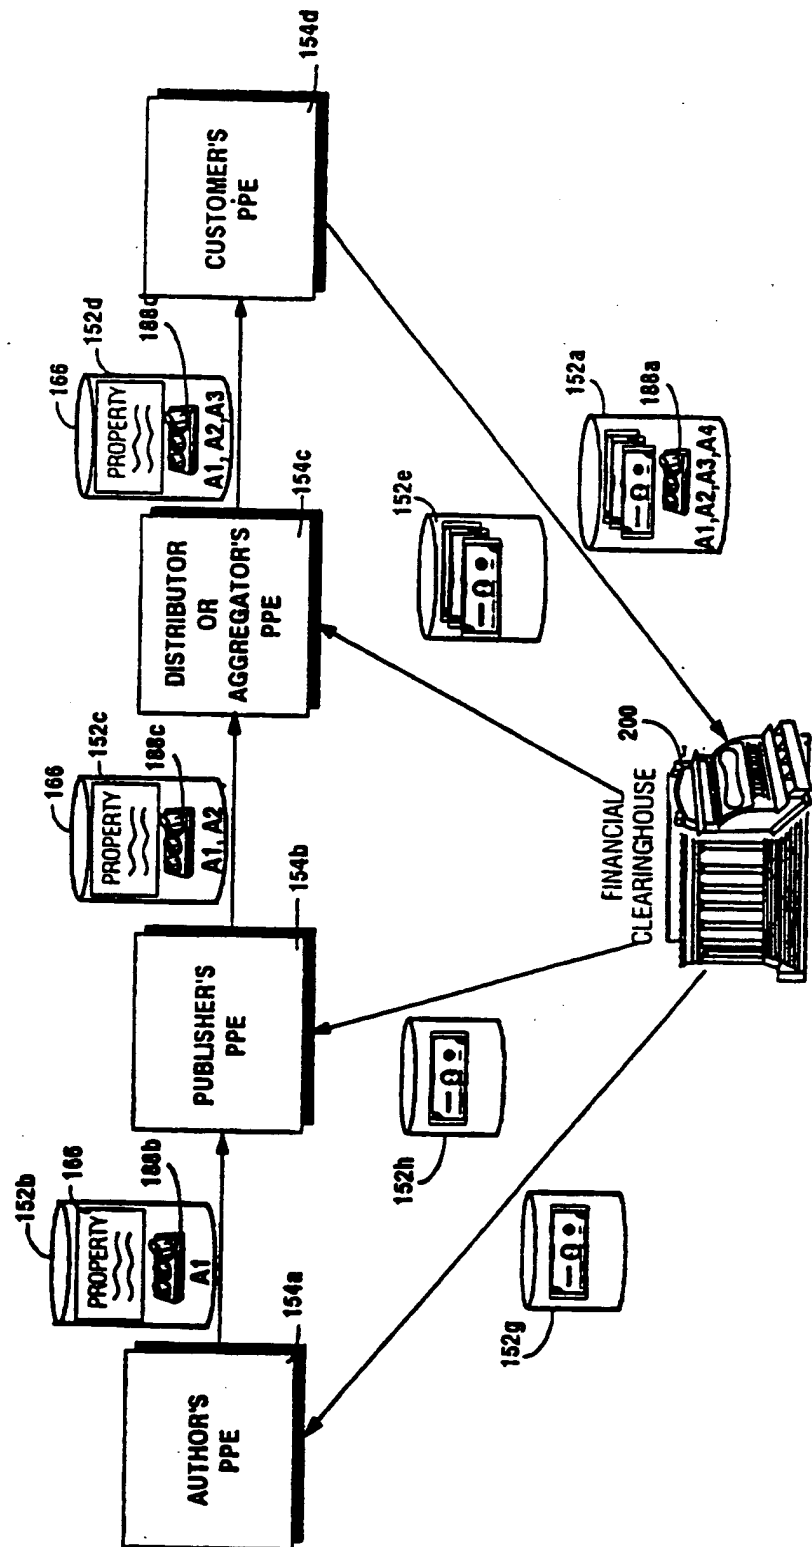 152b
166
PROPERTY
188b
A1
AUTHOR'S
PPE
154a
166
152c
PROPERTY
188c
A1, A2
PUBLISHER'S
PPE
154b
166
152d
PROPERTY
188d
A1, A2, A3
DISTRIBUTOR
OR
AGGREGATOR'S
PPE
154c
CUSTOMER'S
PPE
154d
152g
152h
152e
152a
188a
A1,A2,A3,A4
FINANCIAL
CLEARINGHOUSE
200